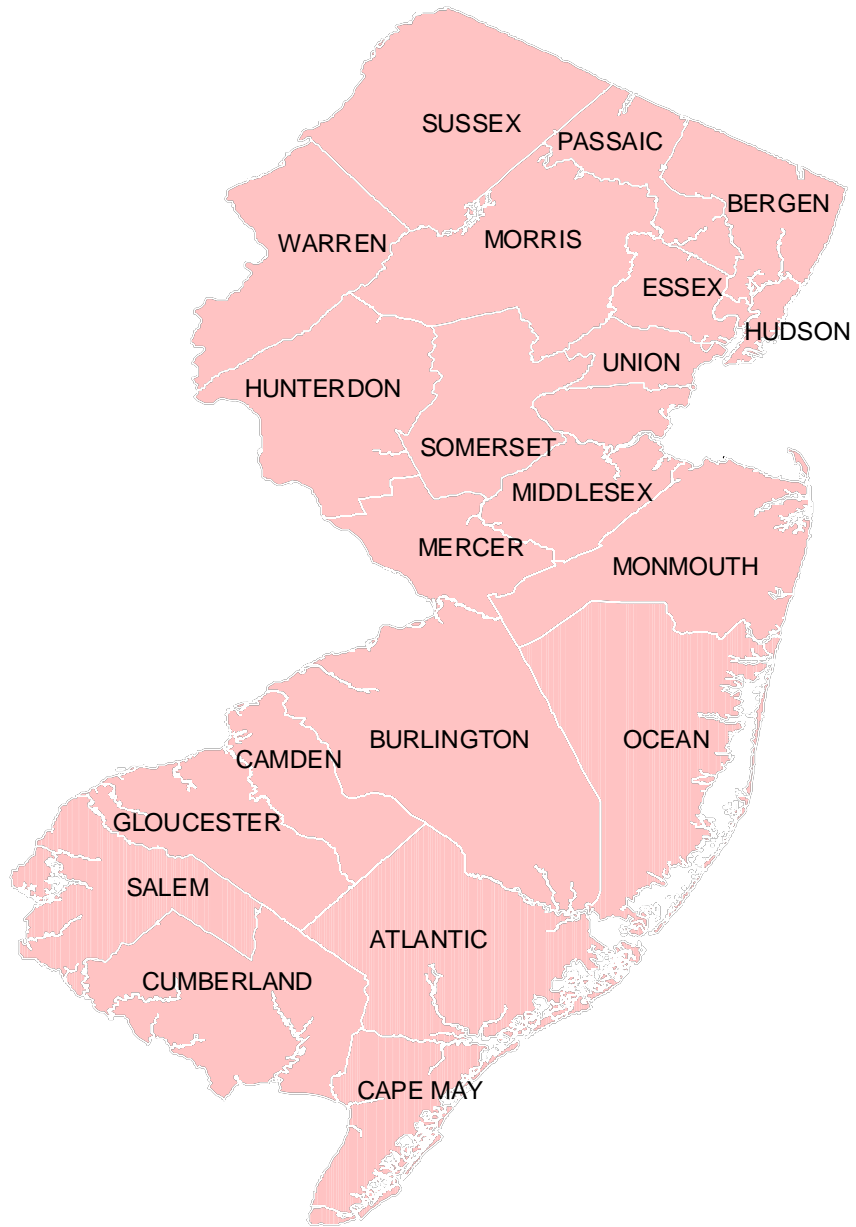 SUSSEX
PASSAIC
BERGEN
WARREN
MORRIS
ESSEX
HUDSON
UNION
HUNTERDON
SOMERSET
MIDDLESEX
MERCER
MONMOUTH
BURLINGTON
OCEAN
CAMDEN
GLOUCESTER
SALEM
ATLANTIC
CUMBERLAND
CAPE MAY